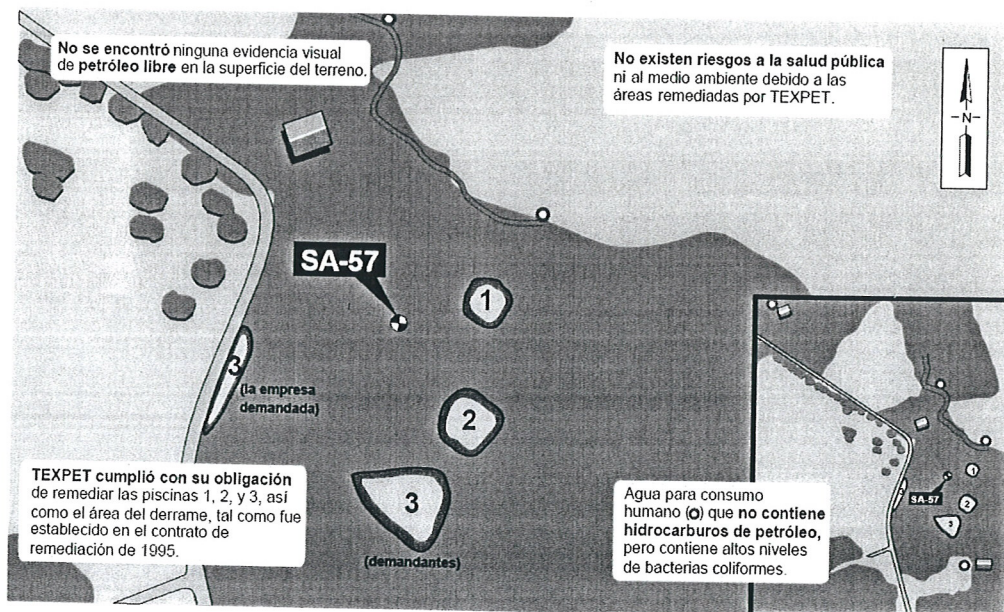 No se encontró ninguna evidencia visual
de petróleo libre en la superficie del terreno.
No existen riesgos a la salud pública
ni al medio ambiente debido a las
áreas remediadas por TEXPET.
-N-
SA-57
1
3
(la empresa
demandada)
2
3
(demandantes)
TEXPET cumplió con su obligación
de remediar las piscinas 1, 2, y 3, así
como el área del derrame, tal como fue
establecido en el contrato de
remediación de 1995.
Agua para consumo
humano (O) que no contiene
hidrocarburos de petróleo,
pero contiene altos niveles
de bacterias coliformes.
SA-57
1
2
3